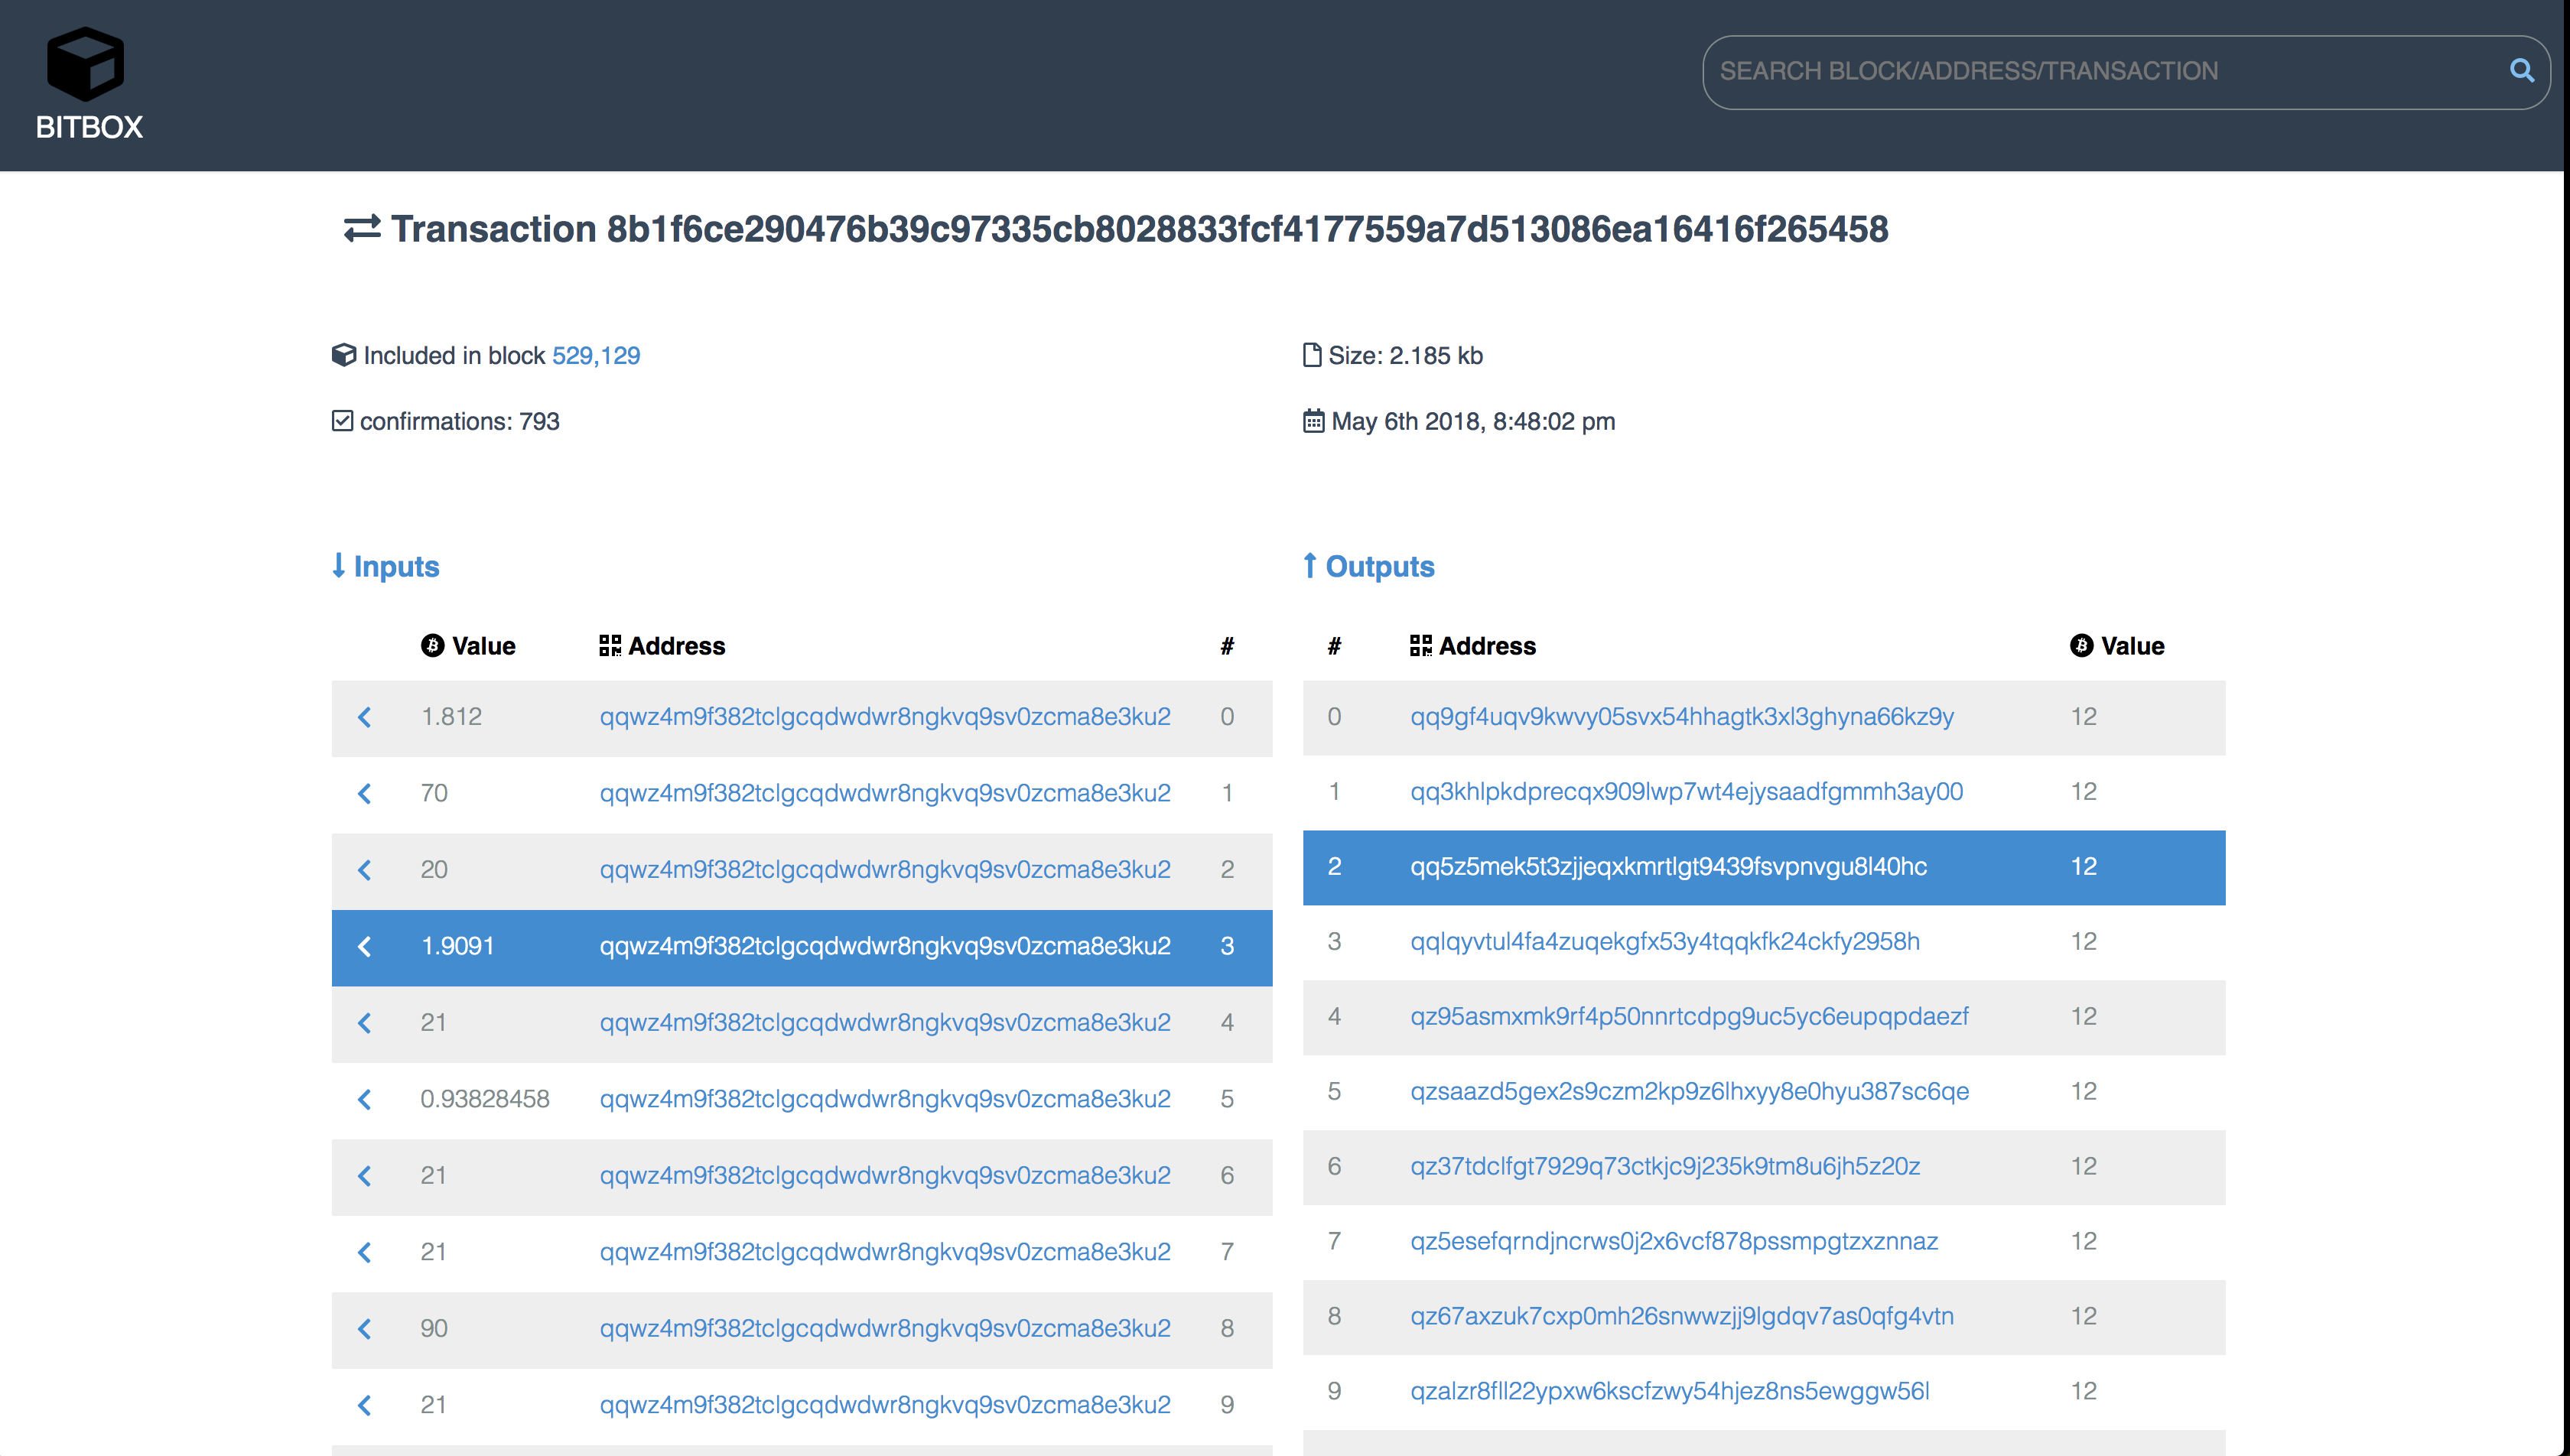 BITBOX
SEARCH BLOCK/ADDRESS/TRANSACTION
Transaction 8b1f6ce290476b39c97335cb8028833fcf4177559a7d513086ea16416f265458
Included in block 529,129
Size: 2.185 kb
confirmations: 793
May 6th 2018, 8:48:02 pm
Inputs
Value Address #
1.812 qqwz4m9f382tclgcqdwdwr8ngkvq9sv0zcma8e3ku2 0
70 qqwz4m9f382tclgcqdwdwr8ngkvq9sv0zcma8e3ku2 1
20 qqwz4m9f382tclgcqdwdwr8ngkvq9sv0zcma8e3ku2 2
1.9091 qqwz4m9f382tclgcqdwdwr8ngkvq9sv0zcma8e3ku2 3
21 qqwz4m9f382tclgcqdwdwr8ngkvq9sv0zcma8e3ku2 4
0.93828458 qqwz4m9f382tclgcqdwdwr8ngkvq9sv0zcma8e3ku2 5
21 qqwz4m9f382tclgcqdwdwr8ngkvq9sv0zcma8e3ku2 6
21 qqwz4m9f382tclgcqdwdwr8ngkvq9sv0zcma8e3ku2 7
90 qqwz4m9f382tclgcqdwdwr8ngkvq9sv0zcma8e3ku2 8
21 qqwz4m9f382tclgcqdwdwr8ngkvq9sv0zcma8e3ku2 9
Outputs
# Address Value
0 qq9gf4uqv9kwvy05svx54hhagtk3xl3ghyna66kz9y 12
1 qq3khlpkdprecqx909lwp7wt4ejysaadfgmmh3ay00 12
2 qq5z5mek5t3zjjeqxkmrtlgt9439fsvpnvgu8l40hc 12
3 qqlqyvtul4fa4zuqekgfx53y4tqqkfk24ckfy2958h 12
4 qz95asmxmk9rf4p50nnrtcdpg9uc5yc6eupqpdaezf 12
5 qzsaazd5gex2s9czm2kp9z6lhxyy8e0hyu387sc6qe 12
6 qz37tdclfgt7929q73ctkjc9j235k9tm8u6jh5z20z 12
7 qz5esefqrndjncrws0j2x6vcf878pssmpgtzxznnaz 12
8 qz67axzuk7cxp0mh26snwwzjj9lgdqv7as0qfg4vtn 12
9 qzalzr8fll22ypxw6kscfzwy54hjez8ns5ewggw56l 12